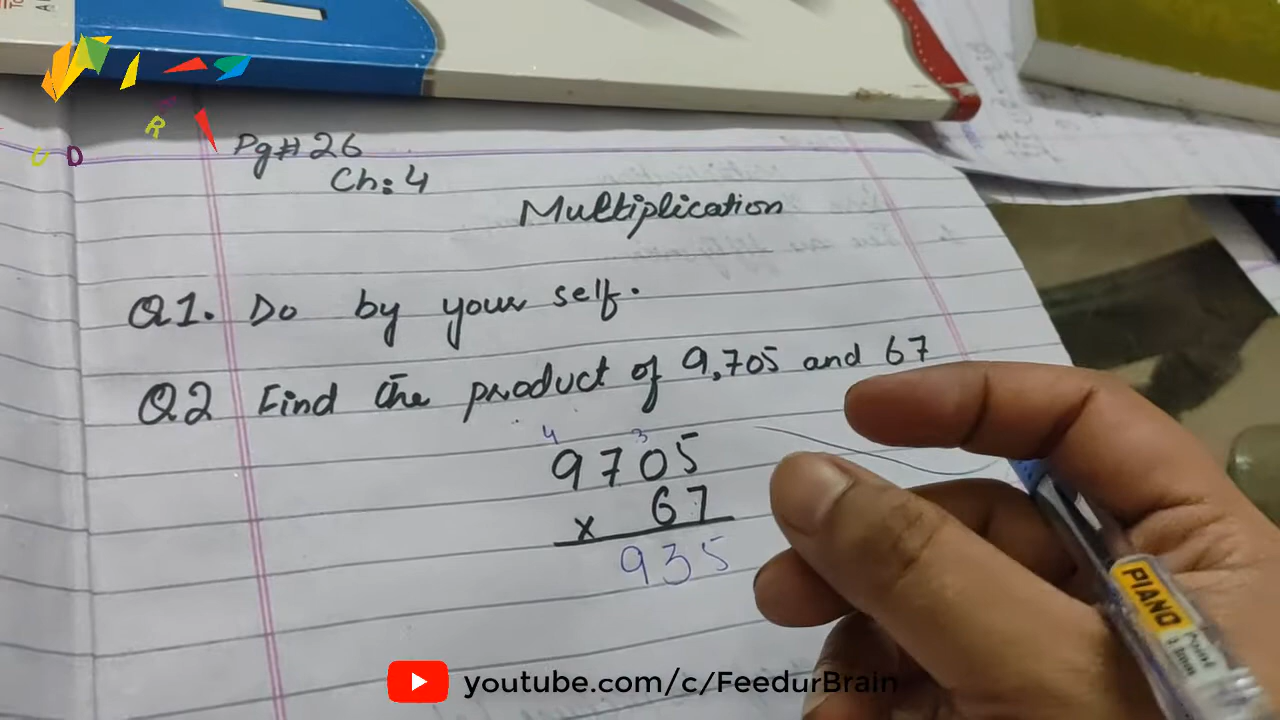 Pg# 26
Ch: 4
Multiplication
Q1. Do by your self.
Q2 Find the product of 9,705 and 67
4 3
9705
x 67
935
PIANO
Point
youtube.com/c/FeedurBrain
R
U D